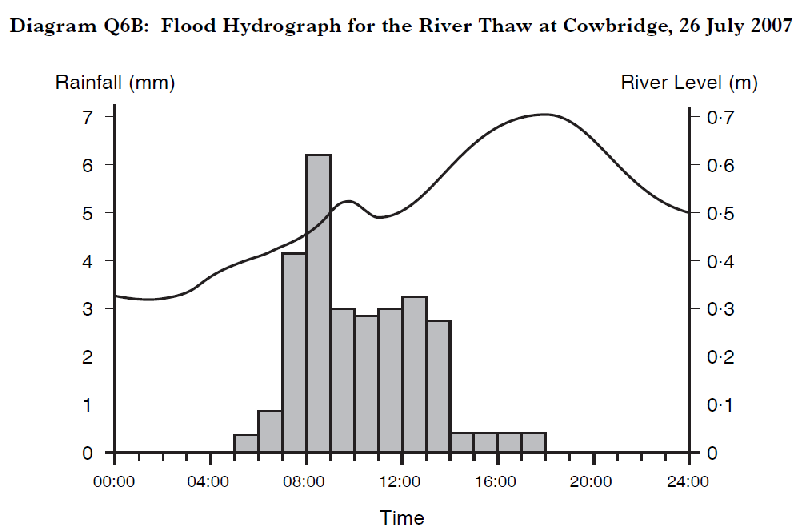 Diagram Q6B: Flood Hydrograph for the River Thaw at Cowbridge, 26 July 2007
Rainfall (mm) River Level (m)
7 0·7
6 0·6
5 0·5
4 0·4
3 0·3
2 0·2
1 0·1
0 0
00:00 04:00 08:00 12:00 16:00 20:00 24:00
Time